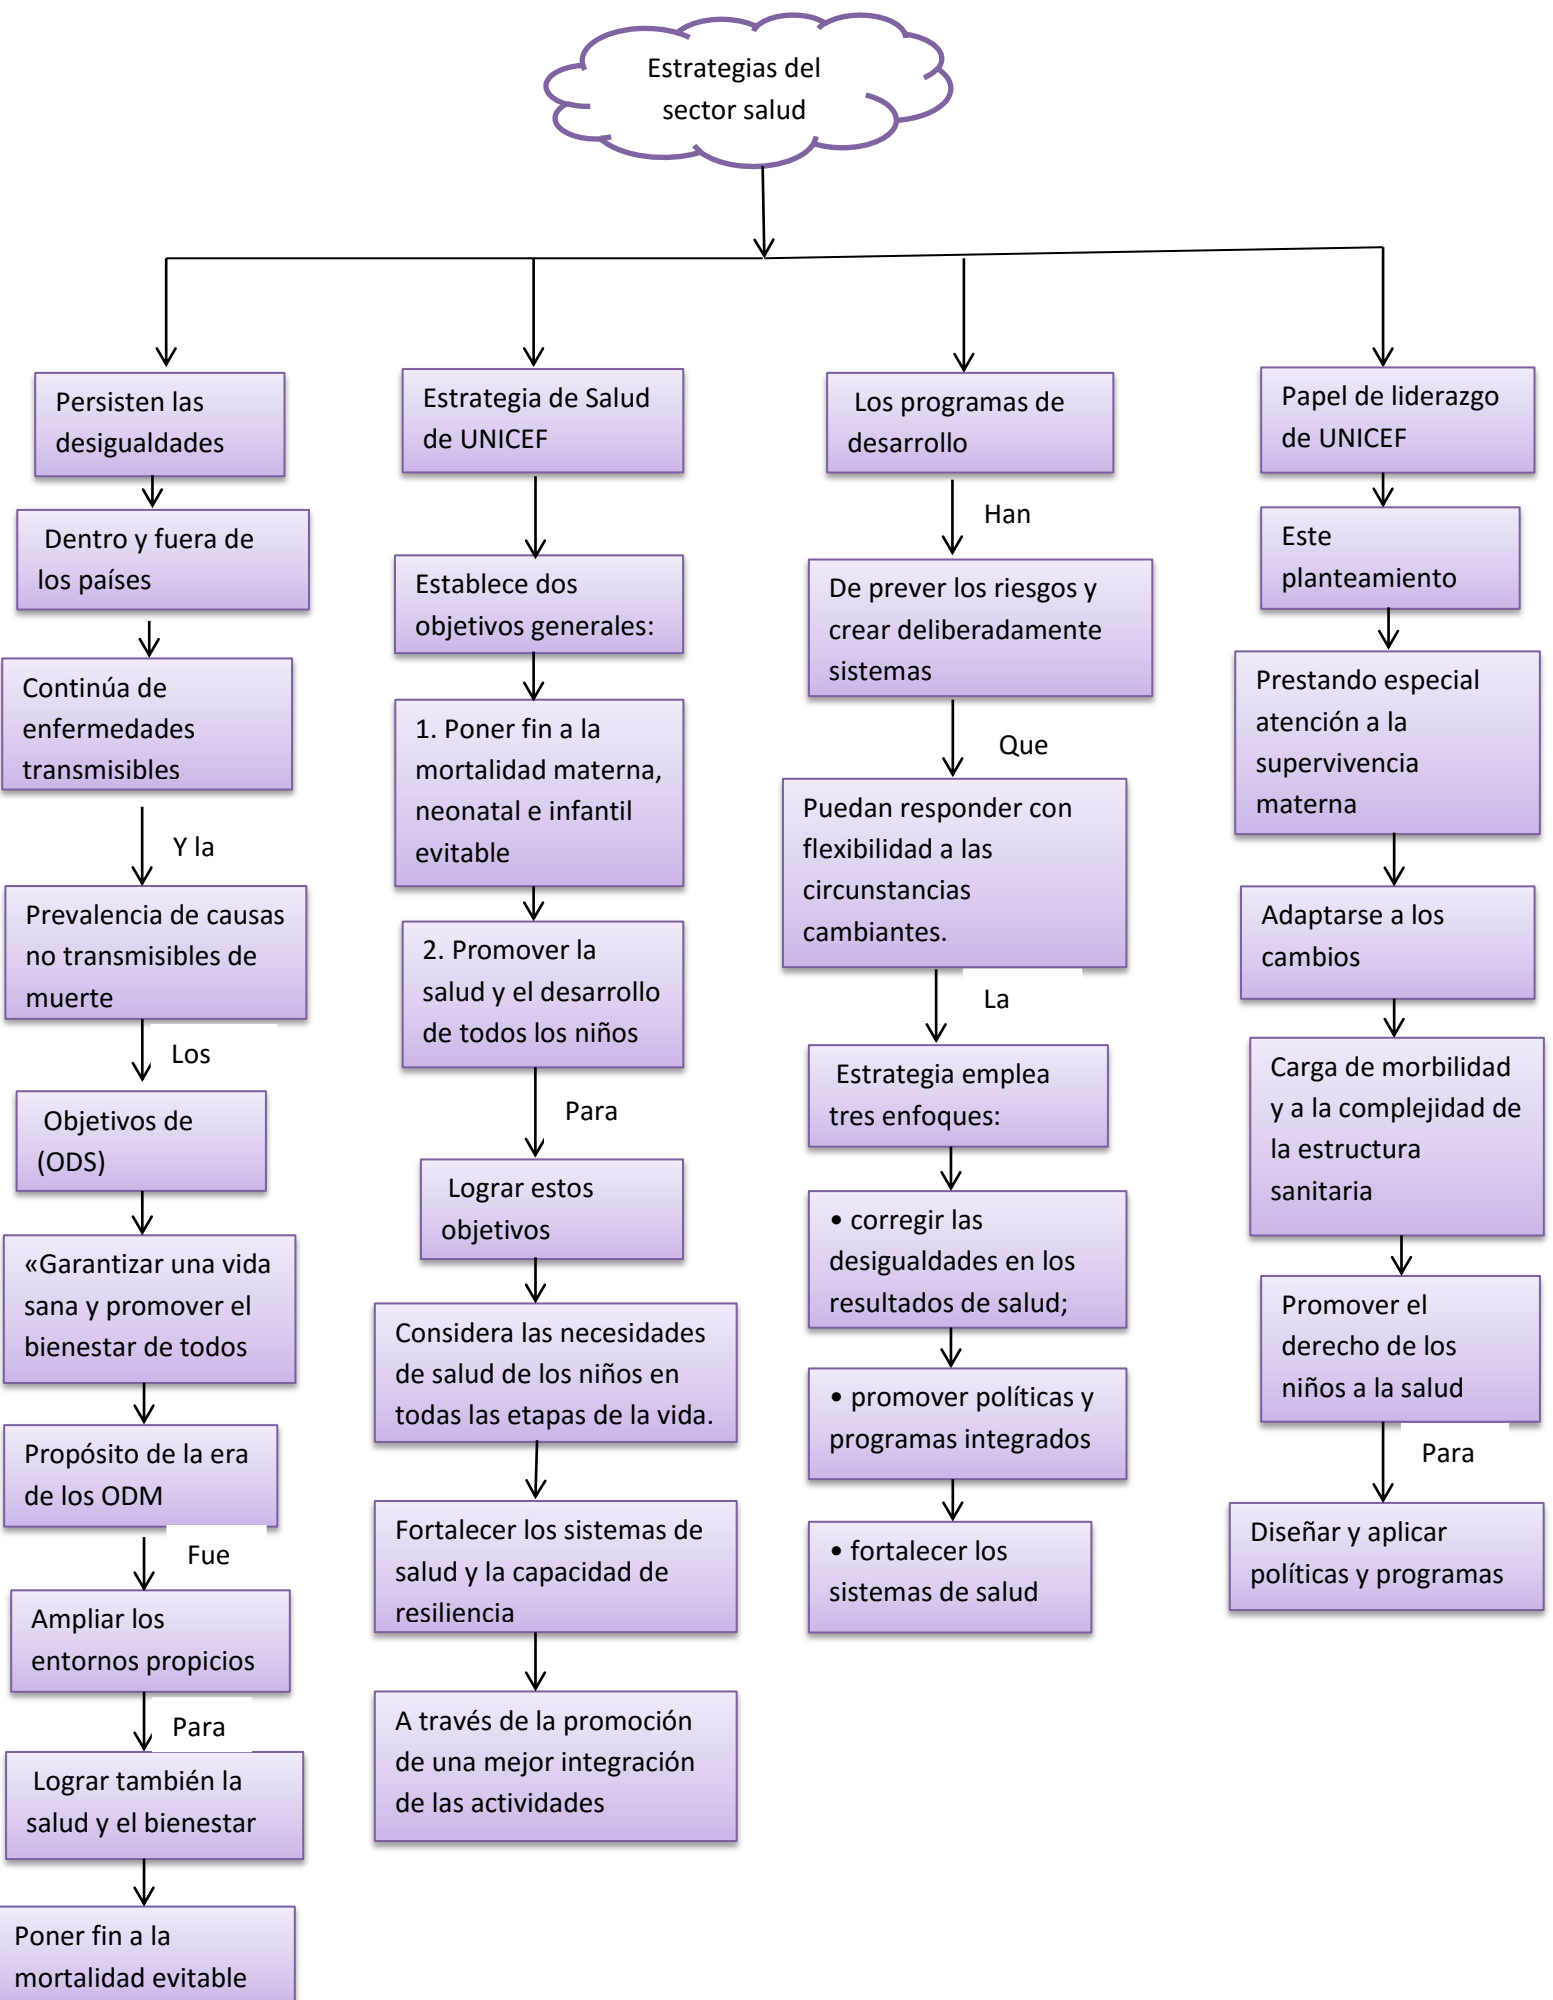 Estrategias del
sector salud
Persisten las
desigualdades
Dentro y fuera de
los países
Continúa de
enfermedades
transmisibles
Y la
Prevalencia de causas
no transmisibles de
muerte
Los
Objetivos de
(ODS)
«Garantizar una vida
sana y promover el
bienestar de todos
Propósito de la era
de los ODM
Fue
Ampliar los
entornos propicios
Para
Lograr también la
salud y el bienestar
Poner fin a la
mortalidad evitable
Estrategia de Salud
de UNICEF
Establece dos
objetivos generales:
1. Poner fin a la
mortalidad materna,
neonatal e infantil
evitable
2. Promover la
salud y el desarrollo
de todos los niños
Para
Lograr estos
objetivos
Considera las necesidades
de salud de los niños en
todas las etapas de la vida.
Fortalecer los sistemas de
salud y la capacidad de
resiliencia
A través de la promoción
de una mejor integración
de las actividades
Los programas de
desarrollo
Han
De prever los riesgos y
crear deliberadamente
sistemas
Que
Puedan responder con
flexibilidad a las
circunstancias
cambiantes.
La
Estrategia emplea
tres enfoques:
• corregir las
desigualdades en los
resultados de salud;
• promover políticas y
programas integrados
• fortalecer los
sistemas de salud
Papel de liderazgo
de UNICEF
Este
planteamiento
Prestando especial
atención a la
supervivencia
materna
Adaptarse a los
cambios
Carga de morbilidad
y a la complejidad de
la estructura
sanitaria
Promover el
derecho de los
niños a la salud
Para
Diseñar y aplicar
políticas y programas